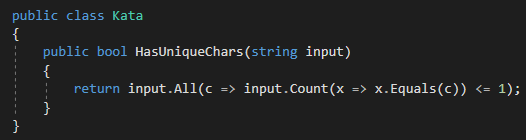 public class Kata
{
    public bool HasUniqueChars(string input)
    {
        return input.All(c => input.Count(x => x.Equals(c)) <= 1);
    }
}